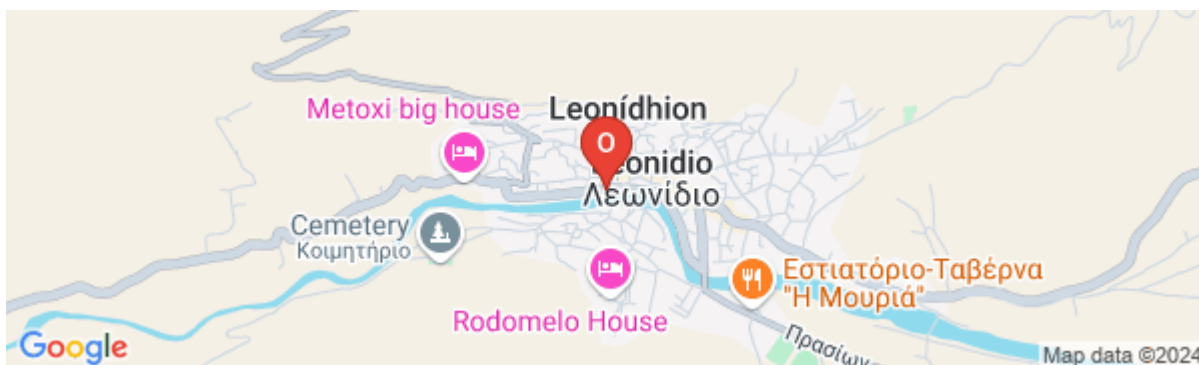 Leonídhion
Metoxi big house
O
Leonidio
Λεωνίδιο
Cemetery
Κοιμητήριο
Εστιατόριο-Ταβέρνα
"Η Μουριά"
Rodomelo House
Google
Map data ©2024